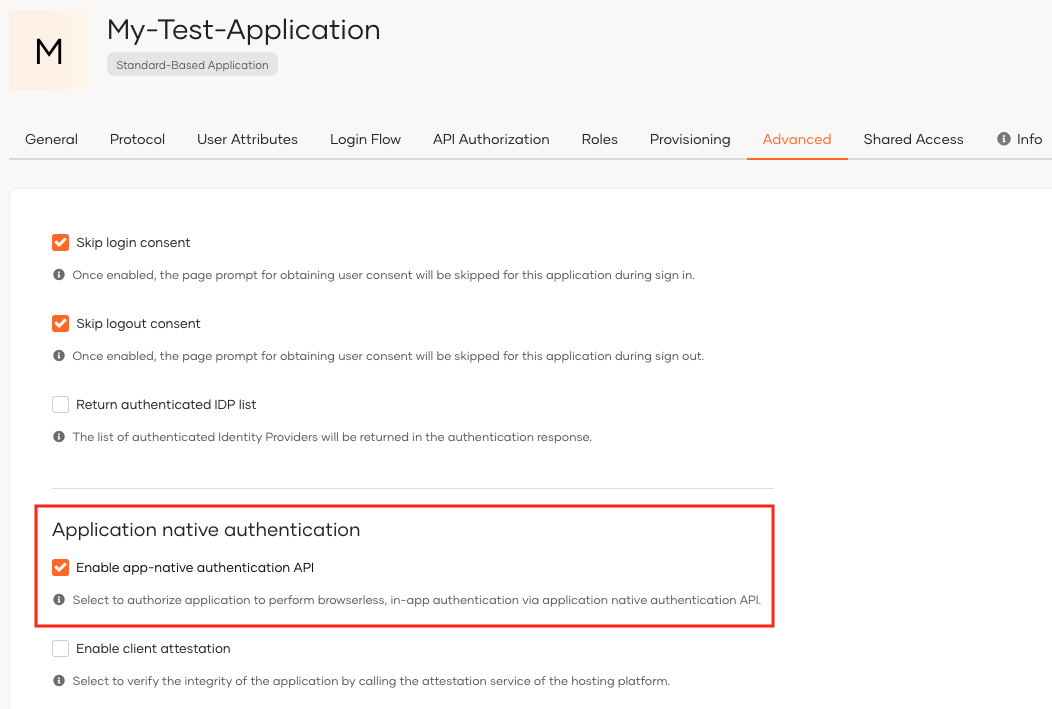 M
My-Test-Application
Standard-Based Application
General Protocol User Attributes Login Flow API Authorization Roles Provisioning Advanced Shared Access Info
Skip login consent
Once enabled, the page prompt for obtaining user consent will be skipped for this application during sign in.
Skip logout consent
Once enabled, the page prompt for obtaining user consent will be skipped for this application during sign out.
Return authenticated IDP list
The list of authenticated Identity Providers will be returned in the authentication response.
Application native authentication
Enable app-native authentication API
Select to authorize application to perform browserless, in-app authentication via application native authentication API.
Enable client attestation
Select to verify the integrity of the application by calling the attestation service of the hosting platform.